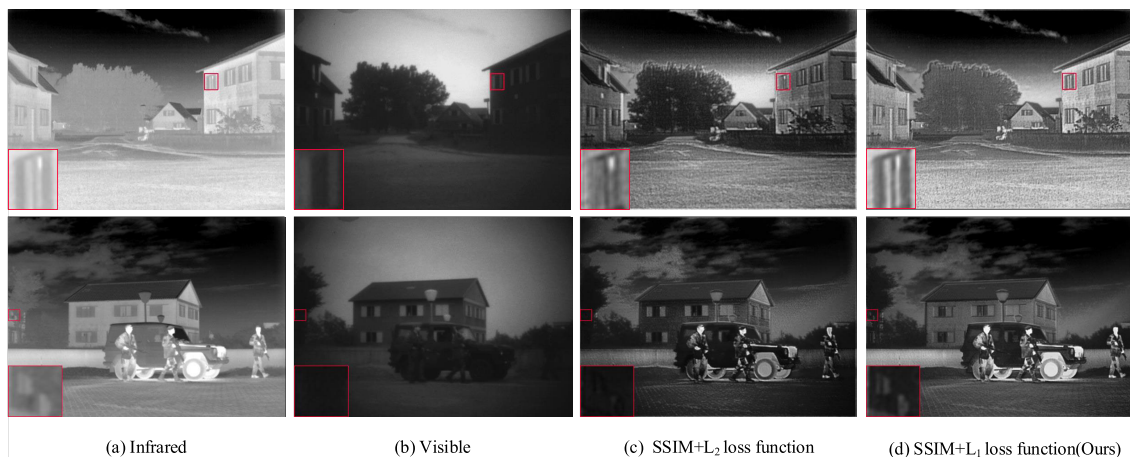 (a) Infrared
(b) Visible
(c) SSIM+L₂ loss function
(d) SSIM+L₁ loss function(Ours)